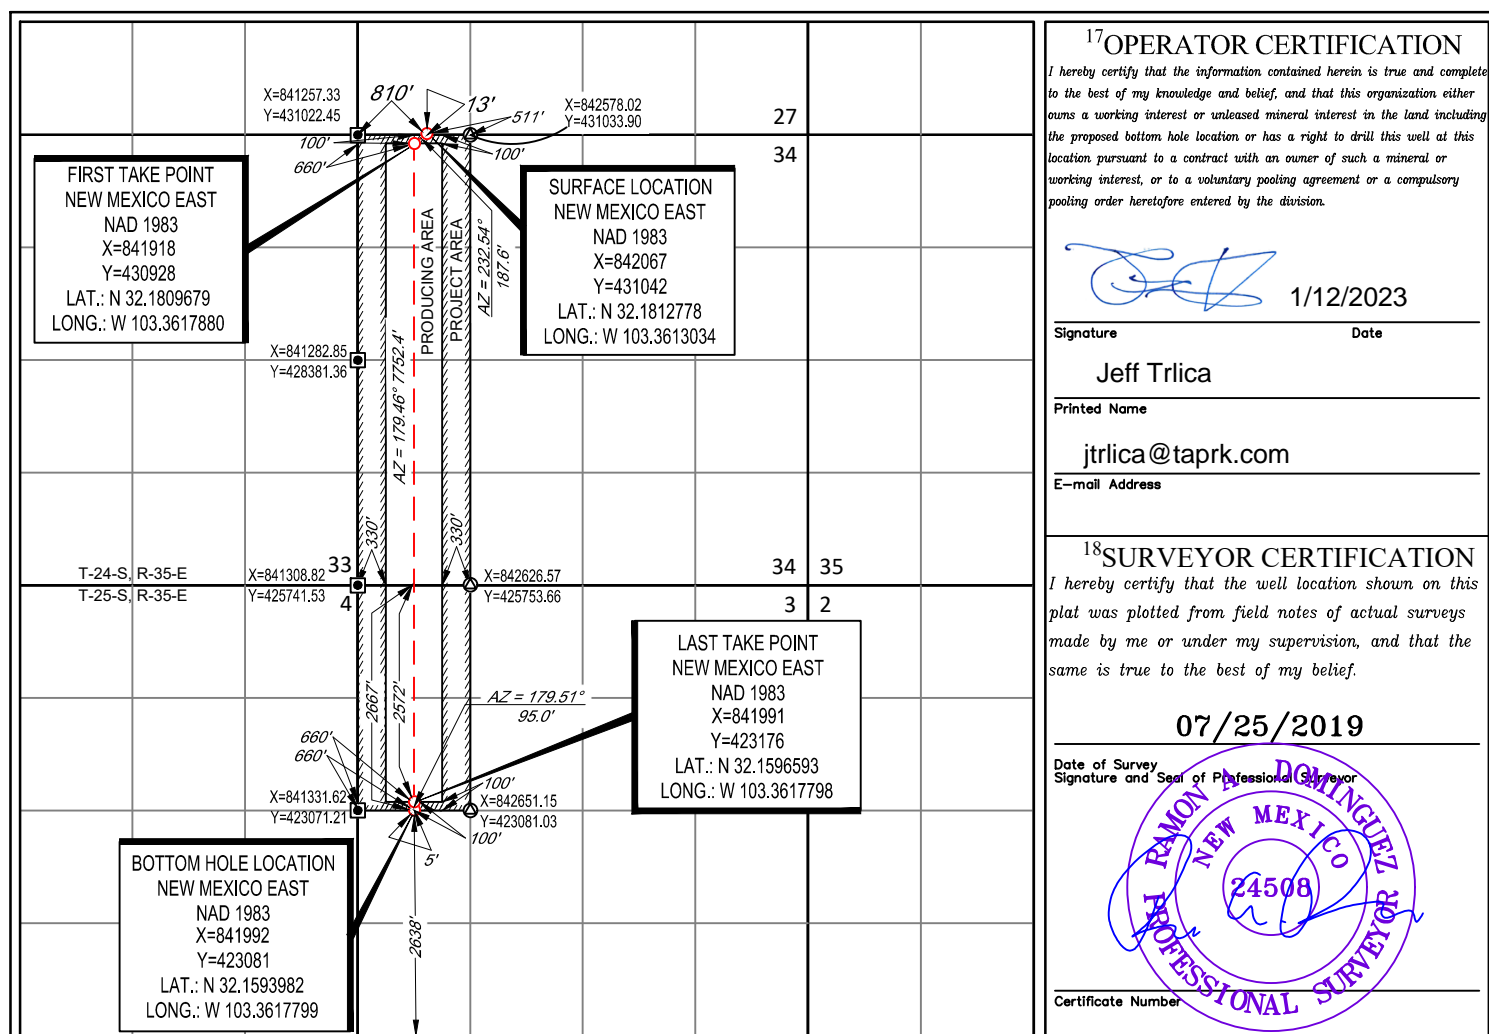 X=841257.33
Y=431022.45
810'
13'
511'
X=842578.02
Y=431033.90
27
34
100'
660'
100'
FIRST TAKE POINT
NEW MEXICO EAST
NAD 1983
X=841918
Y=430928
LAT.: N 32.1809679
LONG.: W 103.3617880
SURFACE LOCATION
NEW MEXICO EAST
NAD 1983
X=842067
Y=431042
LAT.: N 32.1812778
LONG.: W 103.3613034
PRODUCING AREA
PROJECT AREA
AZ = 232.54°
187.6'
X=841282.85
Y=428381.36
AZ = 179.46° 7752.4'
330'
330'
T-24-S, R-35-E
T-25-S, R-35-E
33
4
X=841308.82
Y=425741.53
X=842626.57
Y=425753.66
34
35
3
2
2667'
2572'
LAST TAKE POINT
NEW MEXICO EAST
NAD 1983
X=841991
Y=423176
LAT.: N 32.1596593
LONG.: W 103.3617798
AZ = 179.51°
95.0'
660'
660'
100'
X=841331.62
Y=423071.21
X=842651.15
Y=423081.03
100'
5'
BOTTOM HOLE LOCATION
NEW MEXICO EAST
NAD 1983
X=841992
Y=423081
LAT.: N 32.1593982
LONG.: W 103.3617799
2638'
17OPERATOR CERTIFICATION
I hereby certify that the information contained herein is true and complete
to the best of my knowledge and belief, and that this organization either
owns a working interest or unleased mineral interest in the land including
the proposed bottom hole location or has a right to drill this well at this
location pursuant to a contract with an owner of such a mineral or
working interest, or to a voluntary pooling agreement or a compulsory
pooling order heretofore entered by the division.
1/12/2023
Signature
Date
Jeff Trlica
Printed Name
jtrlica@taprk.com
E-mail Address
18SURVEYOR CERTIFICATION
I hereby certify that the well location shown on this
plat was plotted from field notes of actual surveys
made by me or under my supervision, and that the
same is true to the best of my belief.
07/25/2019
Date of Survey
Signature and Seal of Professional Surveyor
RAMON A. DOMINGUEZ
NEW MEXICO
24508
PROFESSIONAL SURVEYOR
Certificate Number